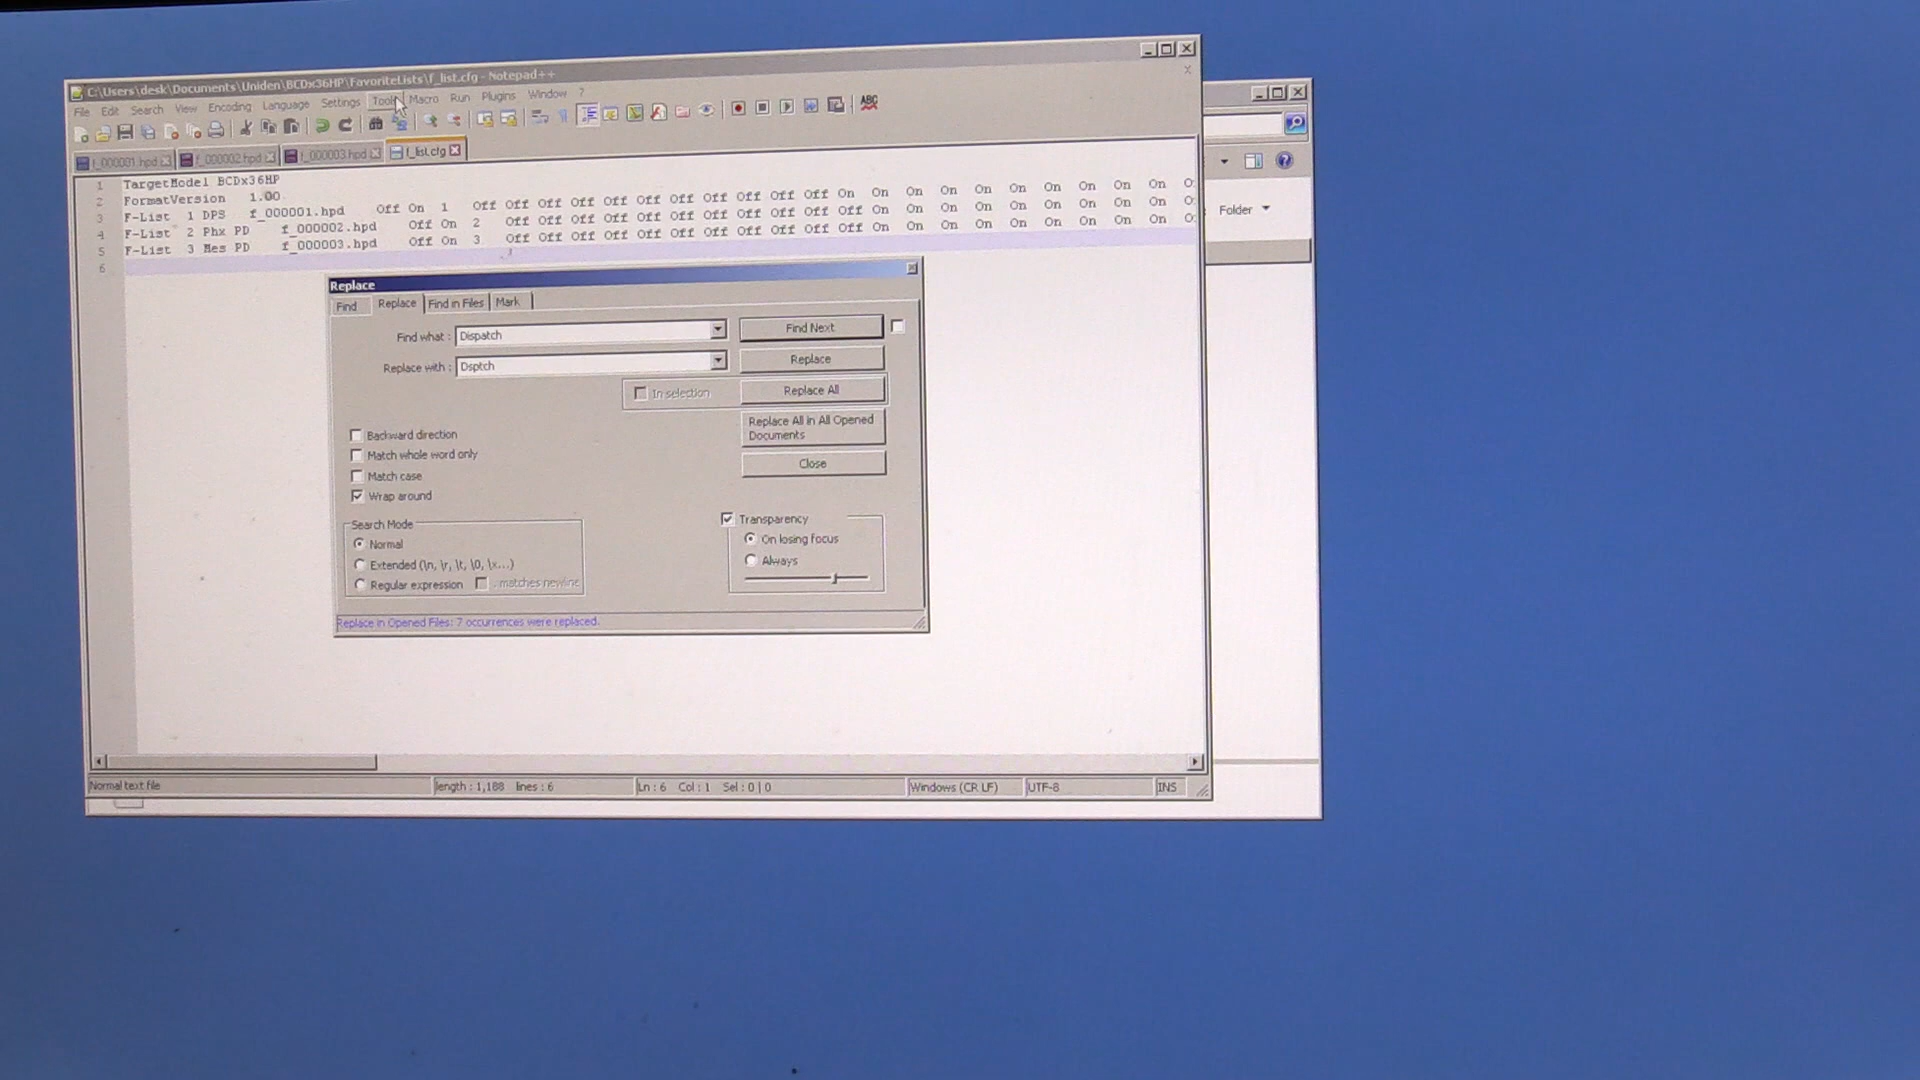 C:\Users\desk\Documents\Uniden\BCDx36HP\FavoriteLists\f_list.cfg - Notepad++
File Edit Search View Encoding Language Settings Tools Macro Run Plugins Window ?
ABC
f_000001.hpd f_000002.hpd f_000003.hpd f_list.cfg
1 TargetModel BCDx36HP
2 FormatVersion 1.00
3 F-List 1 DPS f_000001.hpd Off On 1 Off Off Off Off Off Off Off Off Off Off On On On On On On On On On
4 F-List 2 Phx PD f_000002.hpd Off On 2 Off Off Off Off Off Off Off Off Off Off Off On On On On On On On On On
5 F-List 3 Mes PD f_000003.hpd Off On 3 Off Off Off Off Off Off Off Off Off Off Off On On On On On On On On On
6
Folder
Replace
Find Replace Find in Files Mark
Find what : Dispatch Find Next
Replace with : Dsptch Replace
In selection Replace All
Replace All in All Opened
Documents
Close
Backward direction
Match whole word only
Match case
Wrap around
Search Mode
Normal
Extended (\n, \r, \t, \0, \x...)
Regular expression . matches newline
Transparency
On losing focus
Always
Replace in Opened Files: 7 occurrences were replaced.
Normal text file length : 1,188 lines : 6 Ln : 6 Col : 1 Sel : 0 | 0 Windows (CR LF) UTF-8 INS